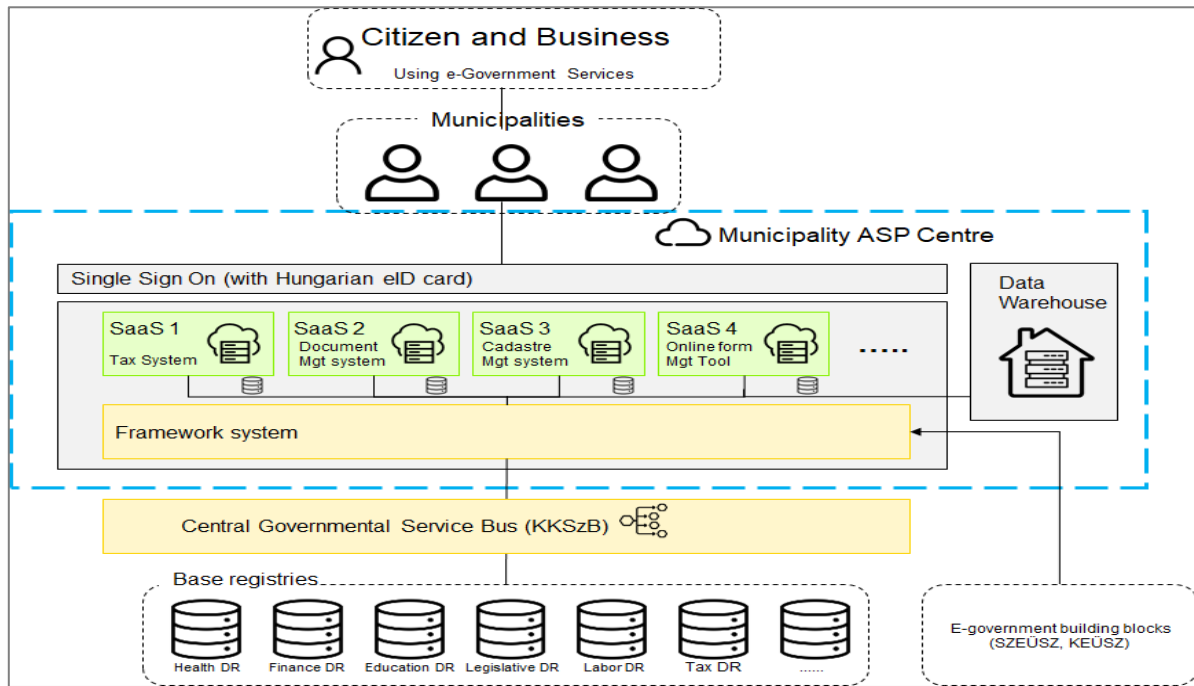 Citizen and Business
Using e-Government Services
Municipalities
Municipality ASP Centre
Single Sign On (with Hungarian eID card)
Data
Warehouse
SaaS 1
Tax System
SaaS 2
Document
Mgt system
SaaS 3
Cadastre
Mgt system
SaaS 4
Online form
Mgt Tool
.....
Framework system
Central Governmental Service Bus (KKSzB)
Base registries
Health DR
Finance DR
Education DR
Legislative DR
Labor DR
Tax DR
......
E-government building blocks
(SZEÜSZ, KEÜSZ)